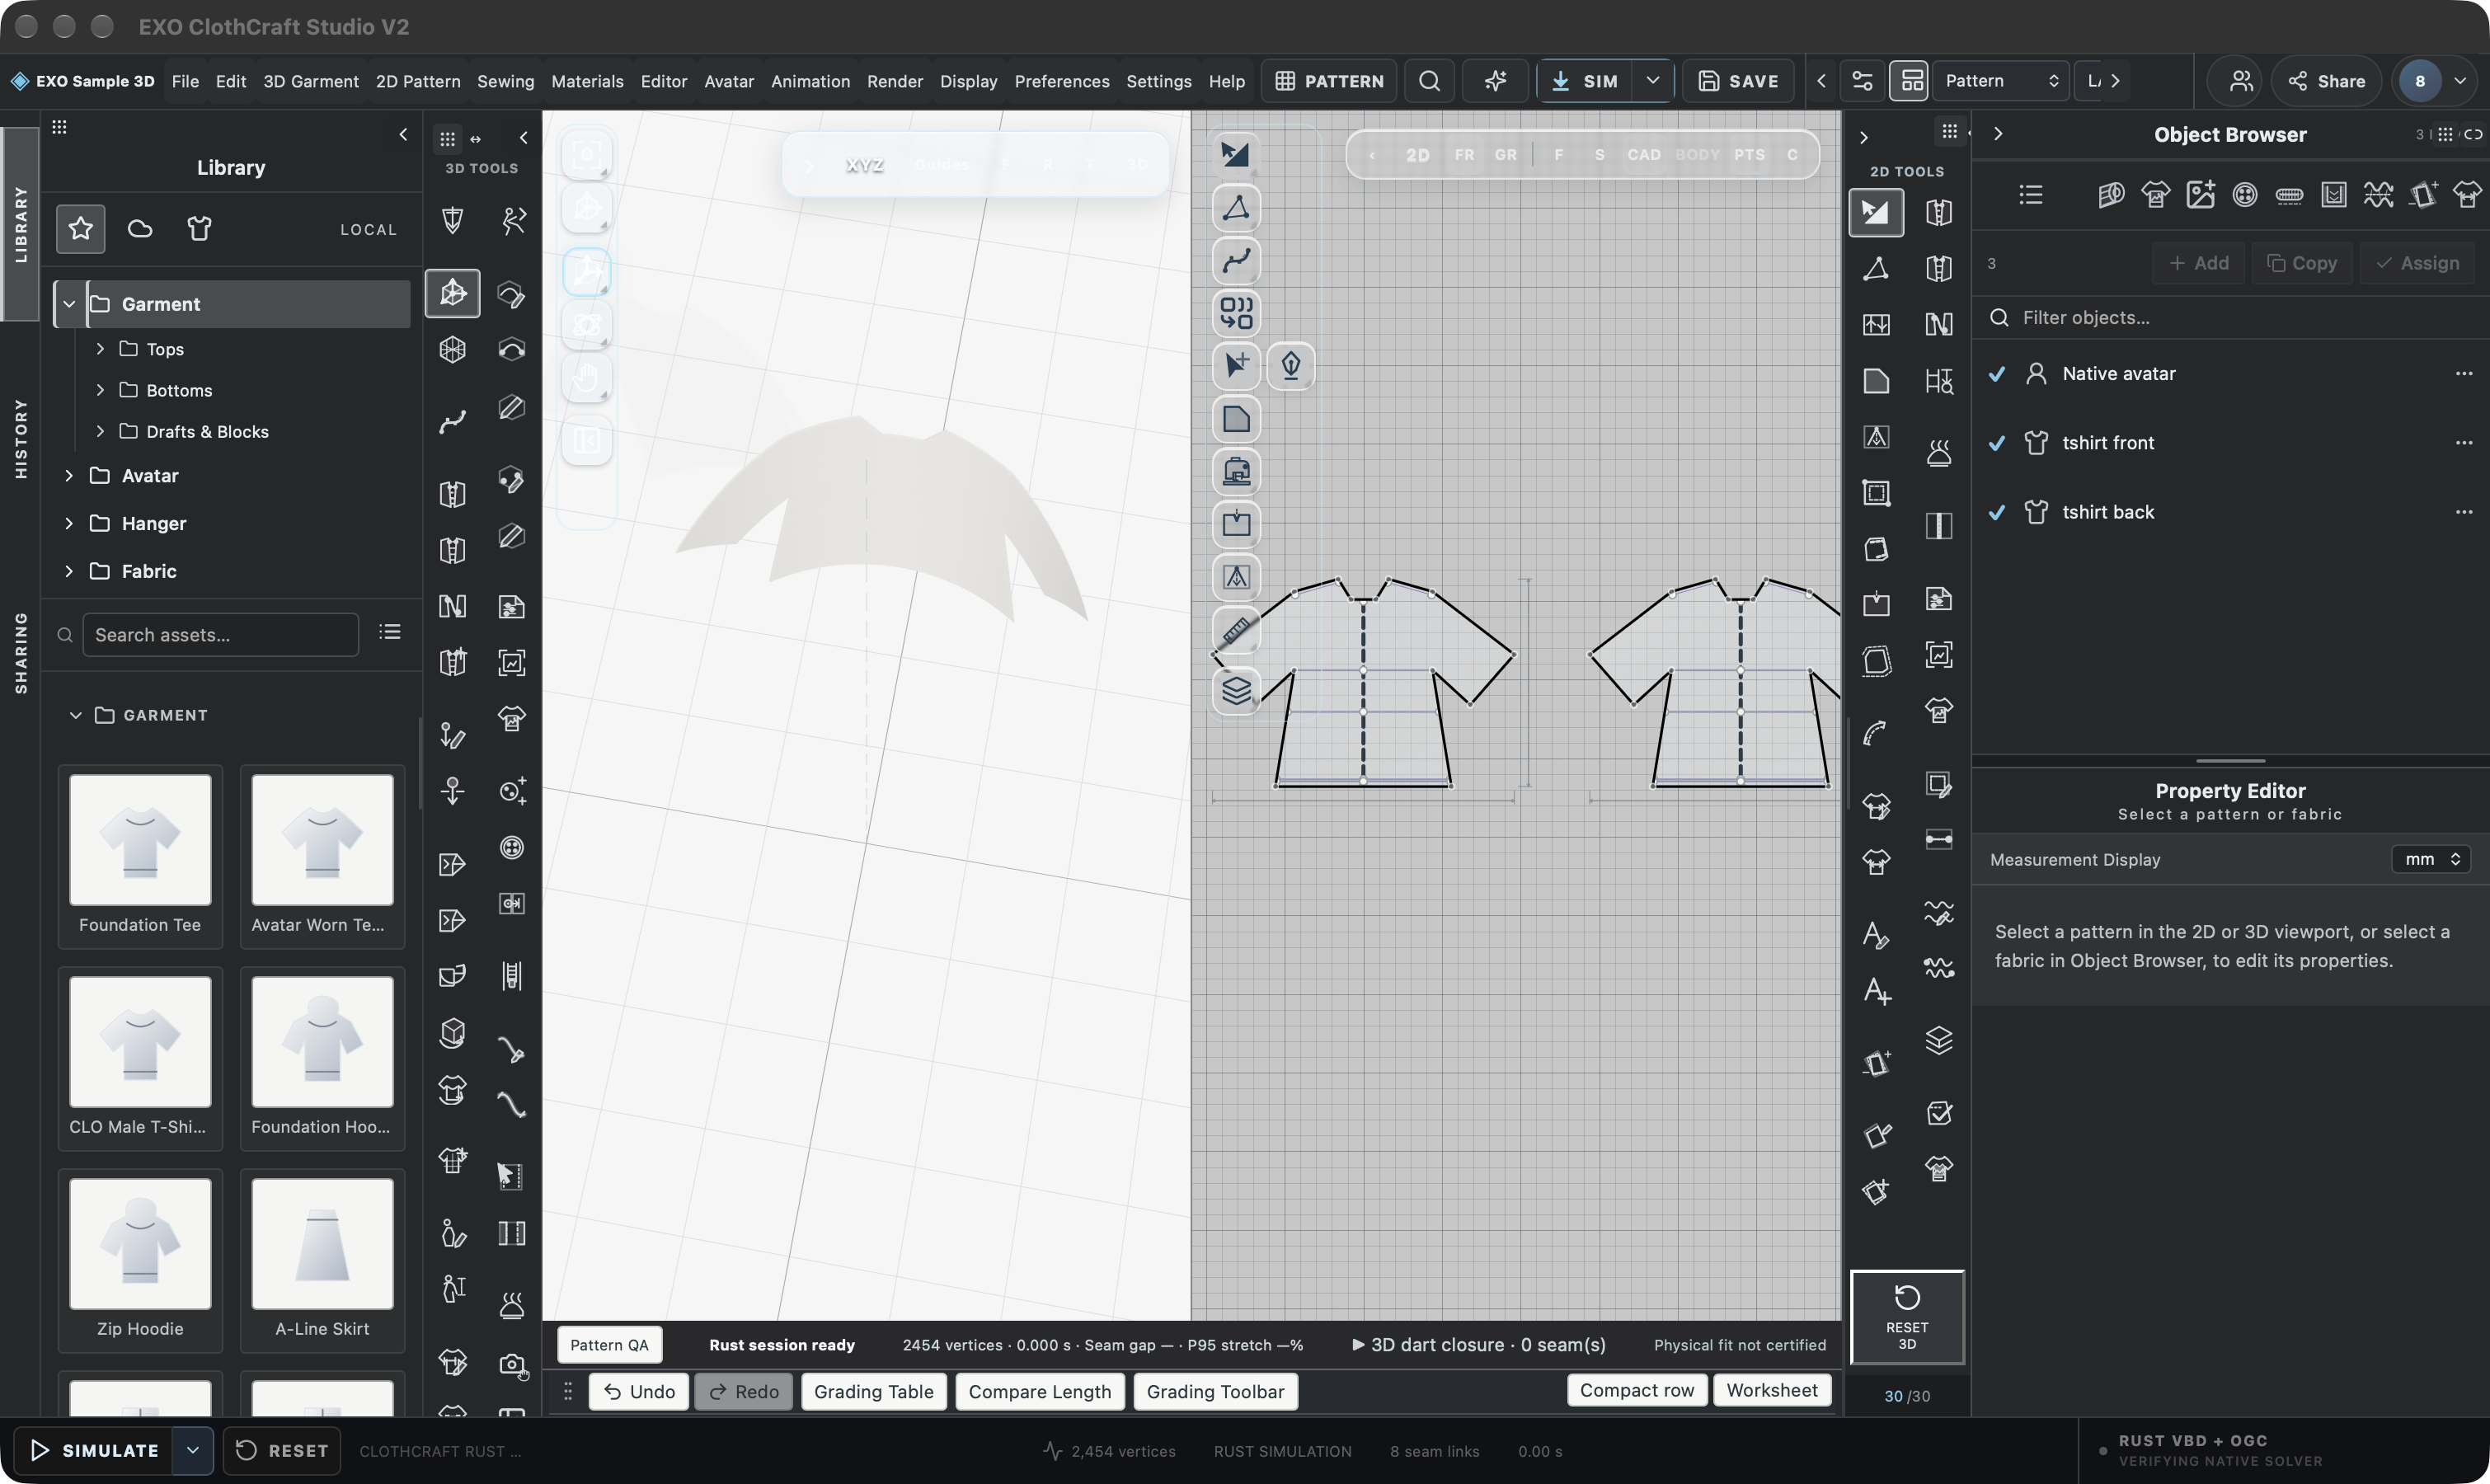 EXO ClothCraft Studio V2
EXO Sample 3D File Edit 3D Garment 2D Pattern Sewing Materials Editor Avatar Animation Render Display Preferences Settings Help PATTERN SIM SAVE Pattern Share 8
LIBRARY
HISTORY
SHARING
Library
LOCAL
Garment
Tops
Bottoms
Drafts & Blocks
Avatar
Hanger
Fabric
Search assets...
GARMENT
Foundation Tee
Avatar Worn Te...
CLO Male T-Shi...
Foundation Hoo...
Zip Hoodie
A-Line Skirt
3D TOOLS
XYZ Guides F R T 3D
2D FR GR F S CAD BODY PTS C
2D TOOLS
RESET
3D
30 /30
Object Browser
3
+ Add Copy Assign
Filter objects...
Native avatar
tshirt front
tshirt back
Property Editor
Select a pattern or fabric
Measurement Display mm
Select a pattern in the 2D or 3D viewport, or select a
fabric in Object Browser, to edit its properties.
Pattern QA Rust session ready 2454 vertices · 0.000 s · Seam gap — · P95 stretch —% 3D dart closure · 0 seam(s) Physical fit not certified
Undo Redo Grading Table Compare Length Grading Toolbar Compact row Worksheet
SIMULATE RESET CLOTHCRAFT RUST ... 2,454 vertices RUST SIMULATION 8 seam links 0.00 s
RUST VBD + OGC
VERIFYING NATIVE SOLVER